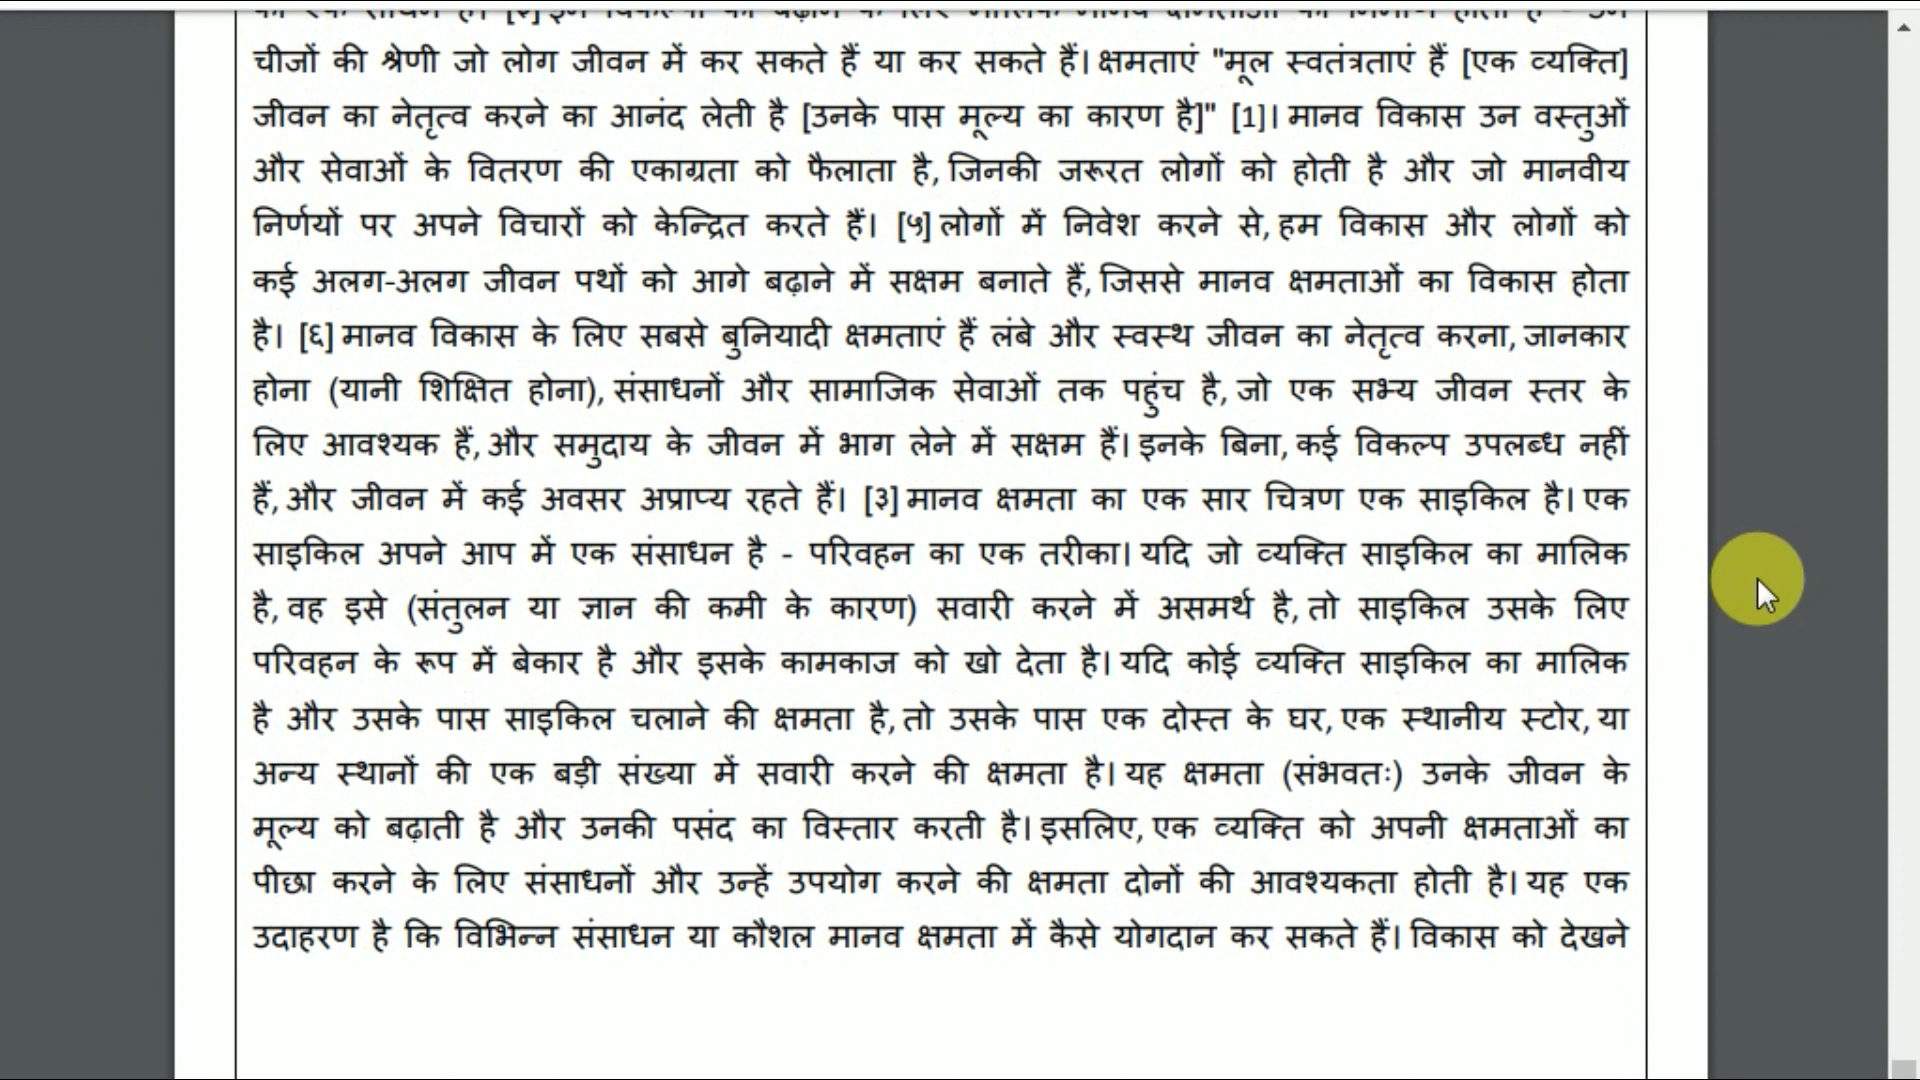 चीजों की श्रेणी जो लोग जीवन में कर सकते हैं या कर सकते हैं। क्षमताएं "मूल स्वतंत्रताएं हैं [एक व्यक्ति]
जीवन का नेतृत्व करने का आनंद लेती है [उनके पास मूल्य का कारण है]" [1]। मानव विकास उन वस्तुओं
और सेवाओं के वितरण की एकाग्रता को फैलाता है, जिनकी जरूरत लोगों को होती है और जो मानवीय
निर्णयों पर अपने विचारों को केन्द्रित करते हैं। [५] लोगों में निवेश करने से, हम विकास और लोगों को
कई अलग-अलग जीवन पथों को आगे बढ़ाने में सक्षम बनाते हैं, जिससे मानव क्षमताओं का विकास होता
है। [६] मानव विकास के लिए सबसे बुनियादी क्षमताएं हैं लंबे और स्वस्थ जीवन का नेतृत्व करना, जानकार
होना (यानी शिक्षित होना), संसाधनों और सामाजिक सेवाओं तक पहुंच है, जो एक सभ्य जीवन स्तर के
लिए आवश्यक हैं, और समुदाय के जीवन में भाग लेने में सक्षम हैं। इनके बिना, कई विकल्प उपलब्ध नहीं
हैं, और जीवन में कई अवसर अप्राप्य रहते हैं। [३] मानव क्षमता का एक सार चित्रण एक साइकिल है। एक
साइकिल अपने आप में एक संसाधन है - परिवहन का एक तरीका। यदि जो व्यक्ति साइकिल का मालिक
है, वह इसे (संतुलन या ज्ञान की कमी के कारण) सवारी करने में असमर्थ है, तो साइकिल उसके लिए
परिवहन के रूप में बेकार है और इसके कामकाज को खो देता है। यदि कोई व्यक्ति साइकिल का मालिक
है और उसके पास साइकिल चलाने की क्षमता है, तो उसके पास एक दोस्त के घर, एक स्थानीय स्टोर, या
अन्य स्थानों की एक बड़ी संख्या में सवारी करने की क्षमता है। यह क्षमता (संभवतः) उनके जीवन के
मूल्य को बढ़ाती है और उनकी पसंद का विस्तार करती है। इसलिए, एक व्यक्ति को अपनी क्षमताओं का
पीछा करने के लिए संसाधनों और उन्हें उपयोग करने की क्षमता दोनों की आवश्यकता होती है। यह एक
उदाहरण है कि विभिन्न संसाधन या कौशल मानव क्षमता में कैसे योगदान कर सकते हैं। विकास को देखने